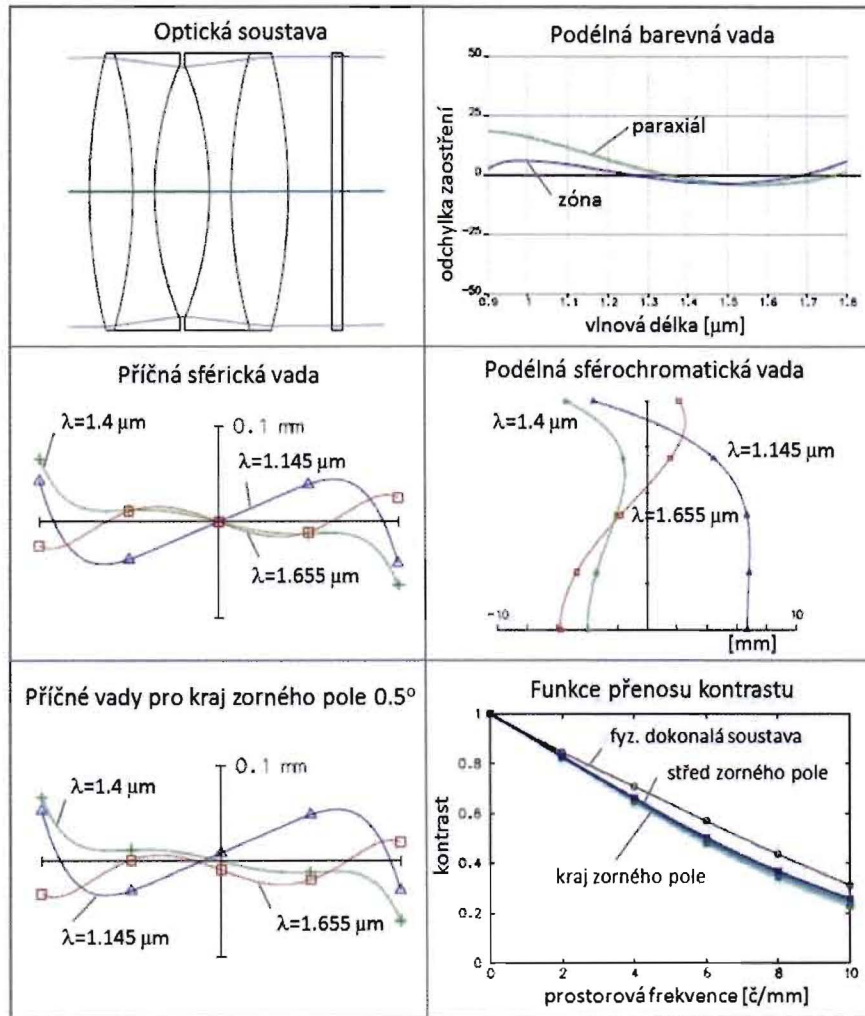 Optická soustava
Podélná barevná vada
50
25
0
-25
-50
odchylka zaostření
paraxiál
zóna
0.9 1 1.1 1.2 1.3 1.4 1.5 1.6 1.7 1.8
vlnová délka [μm]
Příčná sférická vada
λ=1.4 μm
0.1 mm
λ=1.145 μm
λ=1.655 μm
Podélná sférochromatická vada
λ=1.4 μm
λ=1.145 μm
λ=1.655 μm
-10
10
[mm]
Příčné vady pro kraj zorného pole 0.5°
λ=1.4 μm
0.1 mm
λ=1.145 μm
λ=1.655 μm
Funkce přenosu kontrastu
1
0.8
0.6
0.4
0.2
0
kontrast
fyz. dokonalá soustava
střed zorného pole
kraj zorného pole
0 2 4 6 8 10
prostorová frekvence [č/mm]